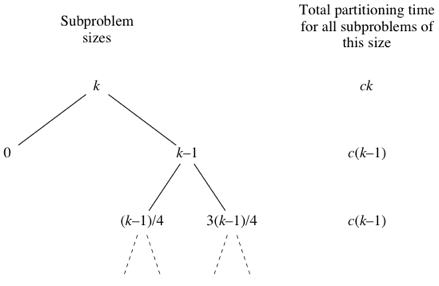 Subproblem
sizes
Total partitioning time
for all subproblems of
this size
k
ck
0
k–1
c(k–1)
(k–1)/4
3(k–1)/4
c(k–1)